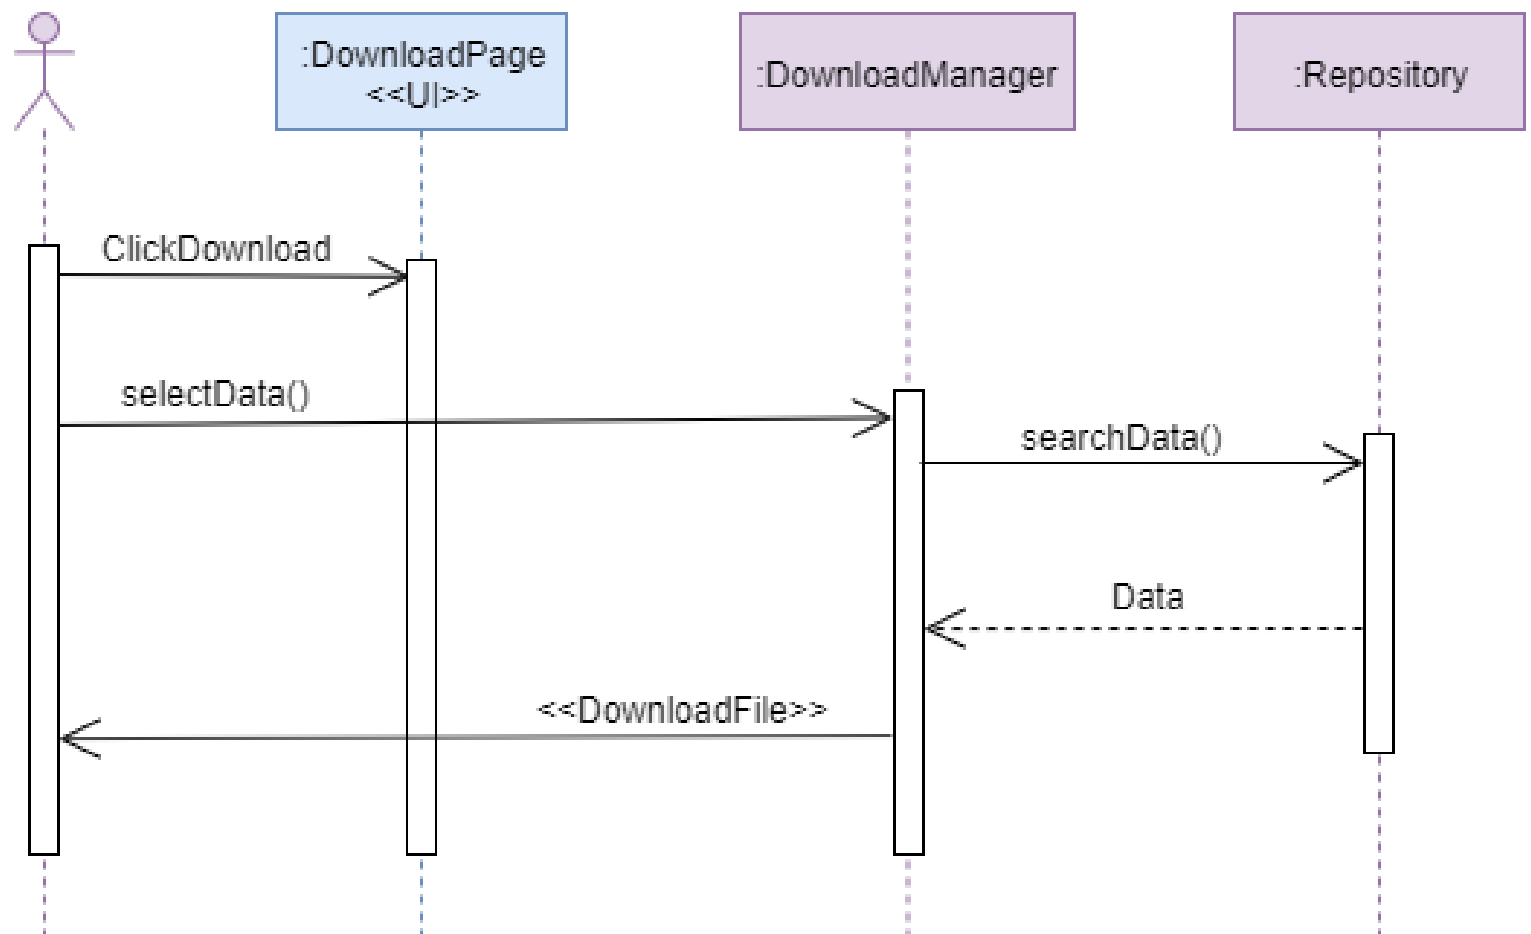 :DownloadPage
<<UI>>
:DownloadManager
:Repository
ClickDownload
selectData()
searchData()
Data
<<DownloadFile>>